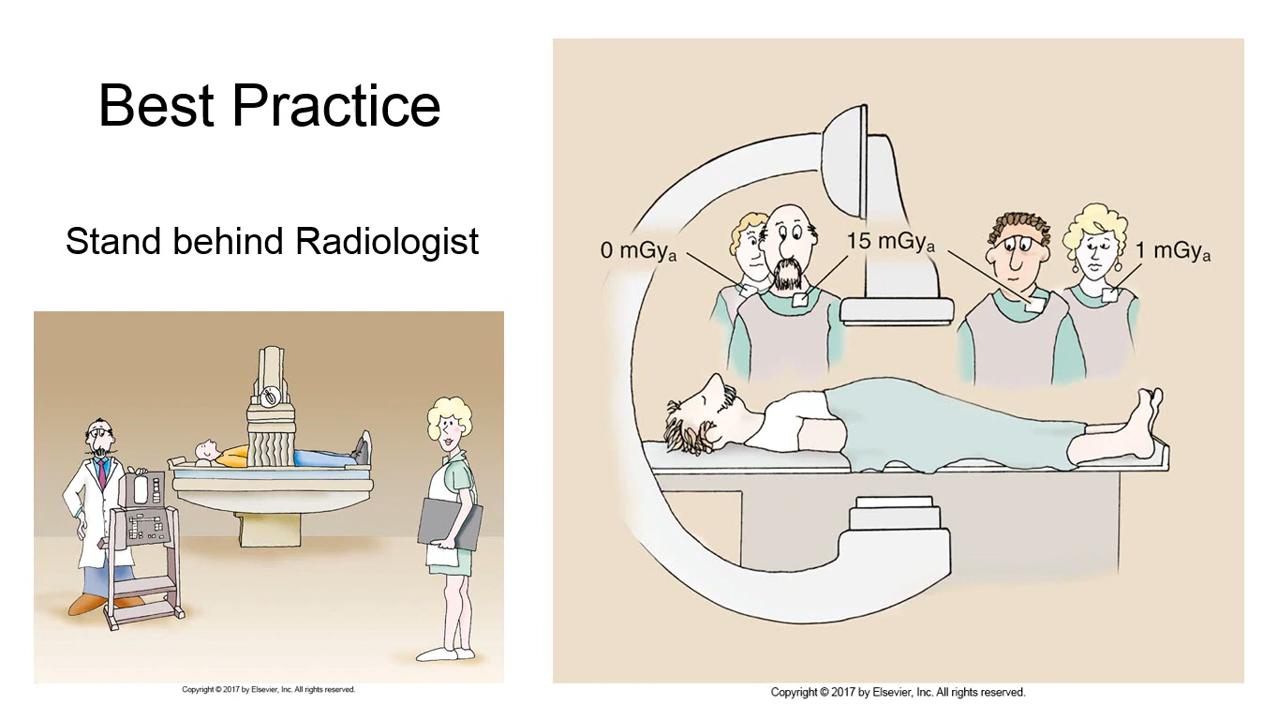 Best Practice
Stand behind Radiologist
0 mGyₐ
15 mGyₐ
1 mGyₐ
Copyright © 2017 by Elsevier, Inc. All rights reserved.
Copyright © 2017 by Elsevier, Inc. All rights reserved.